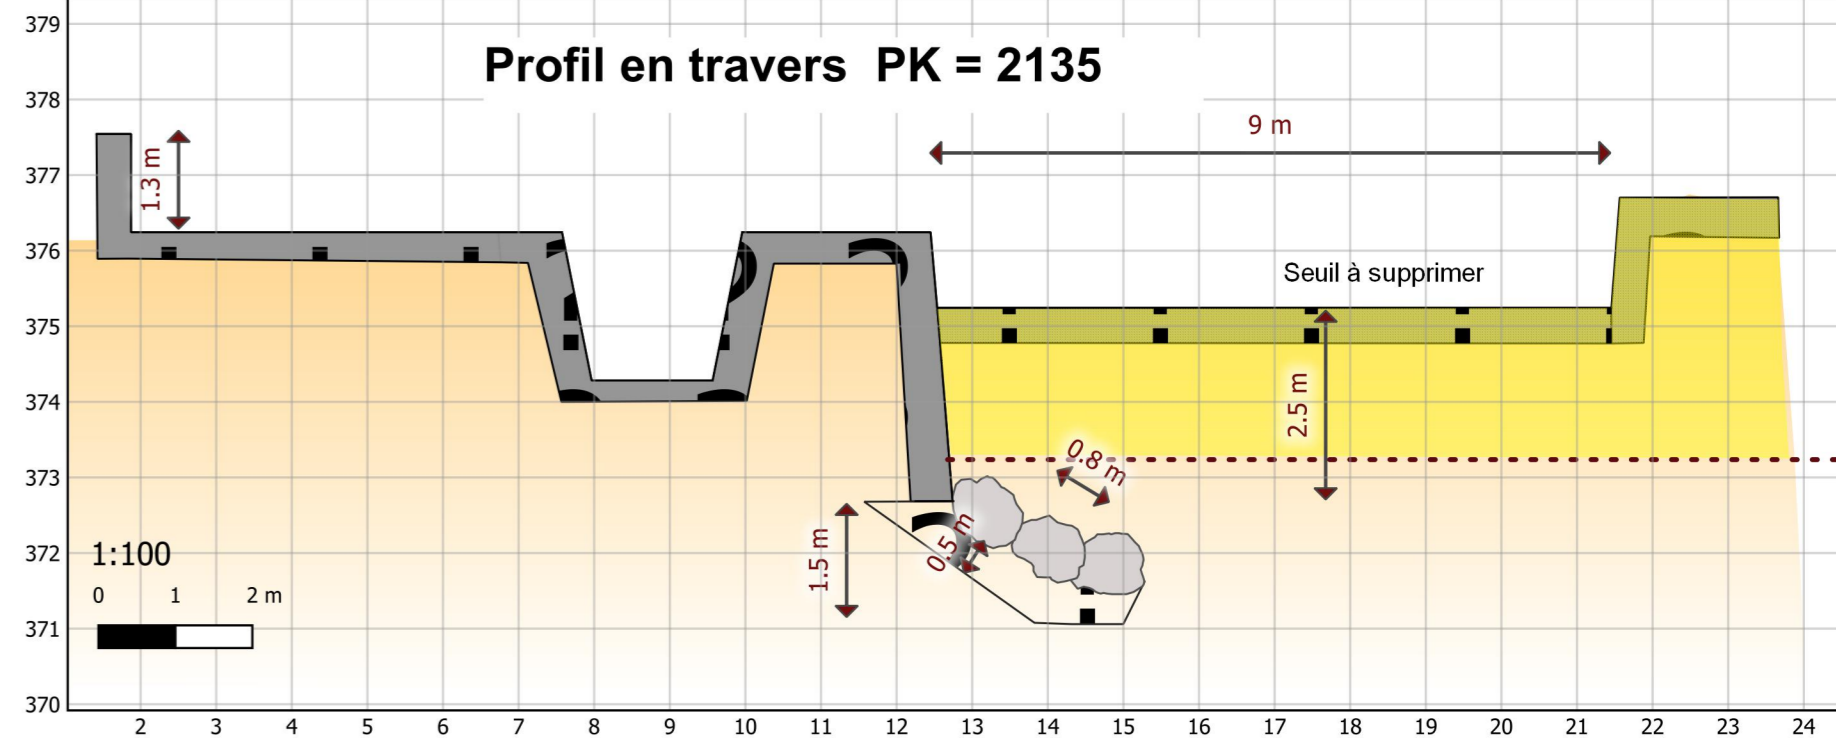 379
Profil en travers PK = 2135
378
9 m
377
1.3 m
376
Seuil à supprimer
375
374
2.5 m
373
0.8 m
0.5 m
1.5 m
372
1:100
0 1 2 m
371
370
2 3 4 5 6 7 8 9 10 11 12 13 14 15 16 17 18 19 20 21 22 23 24